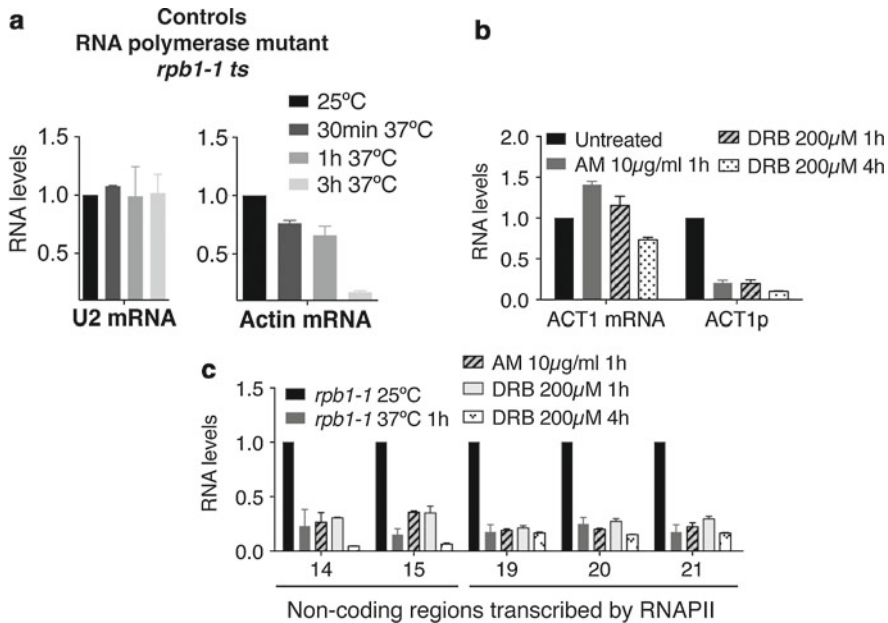 a
Controls
RNA polymerase mutant
rpb1-1 ts
25ºC
30min 37ºC
1h 37ºC
3h 37ºC
RNA levels
1.5
1.0
0.5
U2 mRNA
1.5
1.0
0.5
Actin mRNA
b
Untreated
AM 10µg/ml 1h
DRB 200µM 1h
DRB 200µM 4h
RNA levels
2.0
1.5
1.0
0.5
0.0
ACT1 mRNA
ACT1p
c
rpb1-1 25ºC
rpb1-1 37ºC 1h
AM 10µg/ml 1h
DRB 200µM 1h
DRB 200µM 4h
RNA levels
1.5
1.0
0.5
0.0
14 15 19 20 21
Non-coding regions transcribed by RNAPII